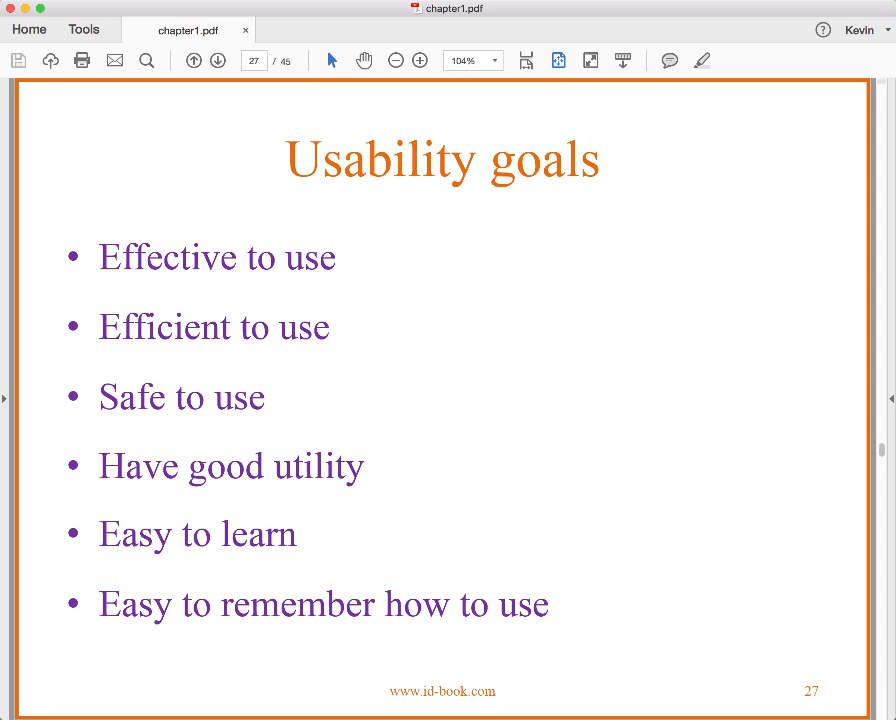 chapter1.pdf
Home Tools chapter1.pdf × ? Kevin
27 / 45 104%
Usability goals
• Effective to use
• Efficient to use
• Safe to use
• Have good utility
• Easy to learn
• Easy to remember how to use
www.id-book.com 27